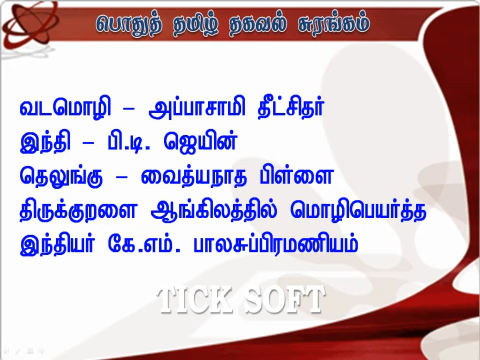 பொதுத் தமிழ் தகவல் சுரங்கம்
வடமொழி – அப்பாசாமி தீட்சிதர்
இந்தி – பி.டி. ஜெயின்
தெலுங்கு – வைத்யநாத பிள்ளை
திருக்குறளை ஆங்கிலத்தில் மொழிபெயர்த்த
இந்தியர் கே.எம். பாலசுப்பிரமணியம்
TICK SOFT